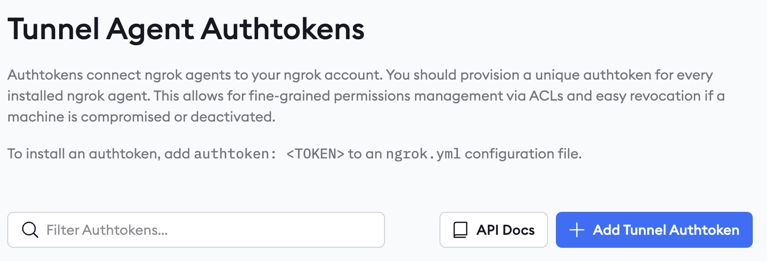 Tunnel Agent Authtokens
Authtokens connect ngrok agents to your ngrok account. You should provision a unique authtoken for every
installed ngrok agent. This allows for fine-grained permissions management via ACLs and easy revocation if a
machine is compromised or deactivated.
To install an authtoken, add authtoken: <TOKEN> to an ngrok.yml configuration file.
Filter Authtokens...
API Docs
Add Tunnel Authtoken